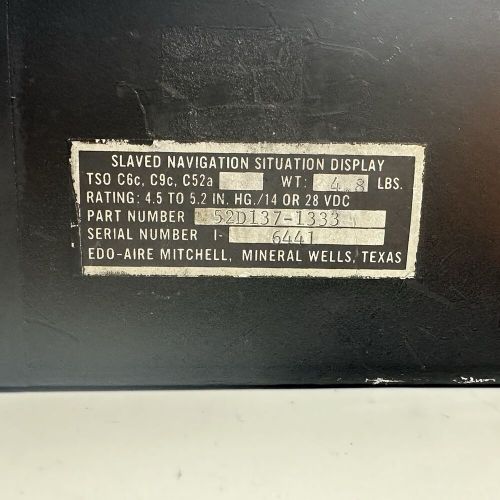 SLAVED NAVIGATION SITUATION DISPLAY
TSO C6c, C9c, C52a WT: 4.8 LBS.
RATING: 4.5 TO 5.2 IN. HG./14 OR 28 VDC
PART NUMBER 52D137-1333
SERIAL NUMBER I- 6441
EDO-AIRE MITCHELL, MINERAL WELLS, TEXAS